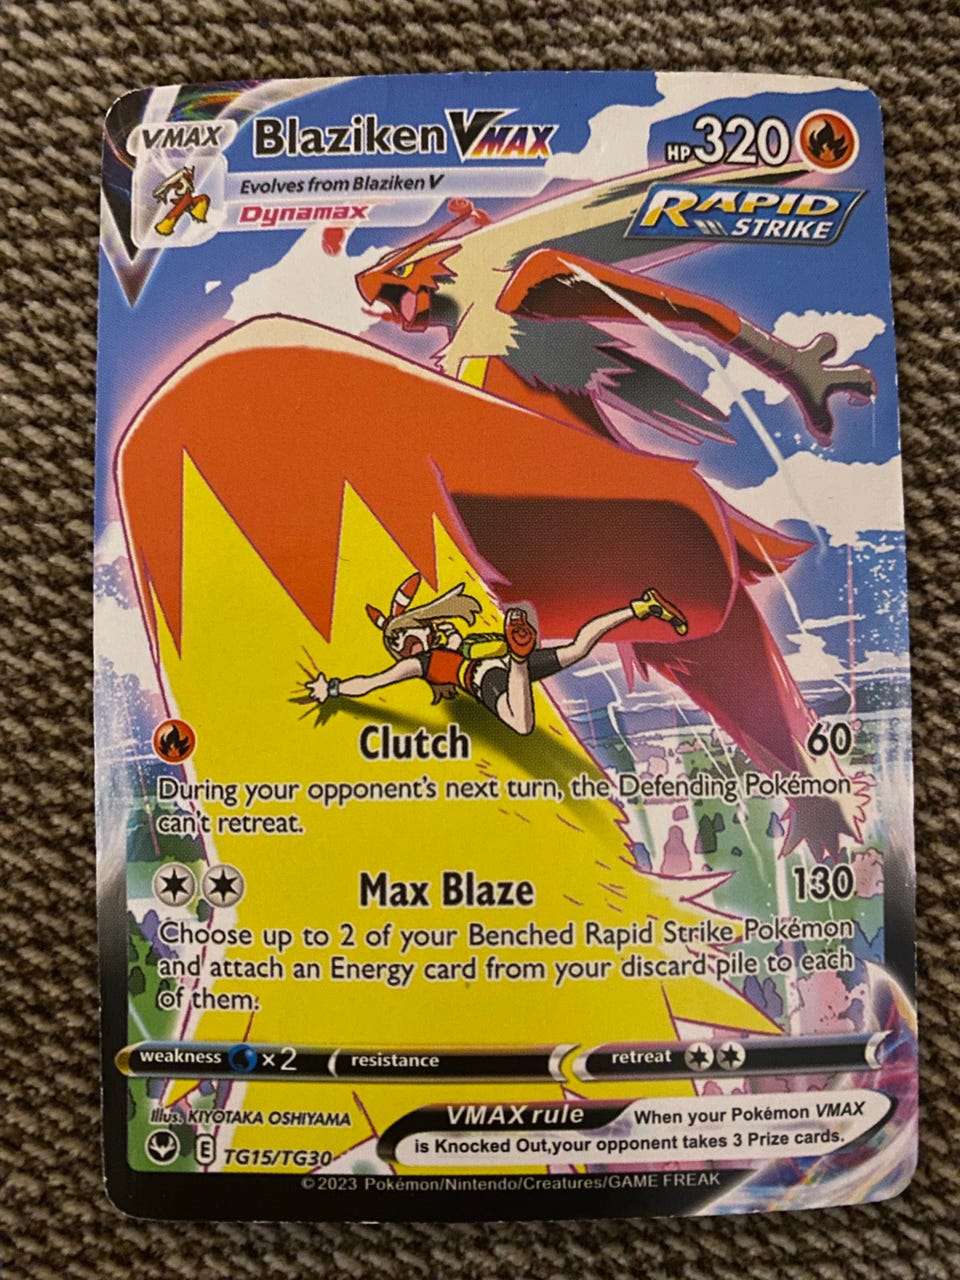 VMAX
Blaziken VMAX
HP 320
Evolves from Blaziken V
Dynamax
RAPID
STRIKE
Clutch 60
During your opponent's next turn, the Defending Pokémon
can't retreat.
Max Blaze 130
Choose up to 2 of your Benched Rapid Strike Pokémon
and attach an Energy card from your discard pile to each
of them.
weakness ×2 resistance retreat
Illus. KIYOTAKA OSHIYAMA
E TG15/TG30
VMAX rule When your Pokémon VMAX
is Knocked Out,your opponent takes 3 Prize cards.
©2023 Pokémon/Nintendo/Creatures/GAME FREAK